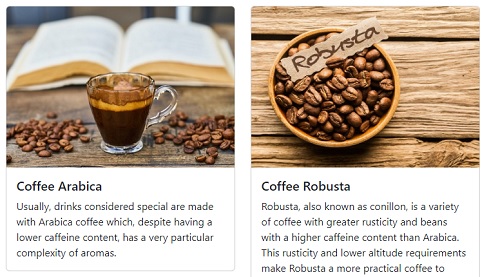 Robusta
Coffee Arabica
Usually, drinks considered special are made
with Arabica coffee which, despite having a
lower caffeine content, has a very particular
complexity of aromas.
Coffee Robusta
Robusta, also known as conillon, is a variety
of coffee with greater rusticity and beans
with a higher caffeine content than Arabica.
This rusticity and lower altitude requirements
make Robusta a more practical coffee to